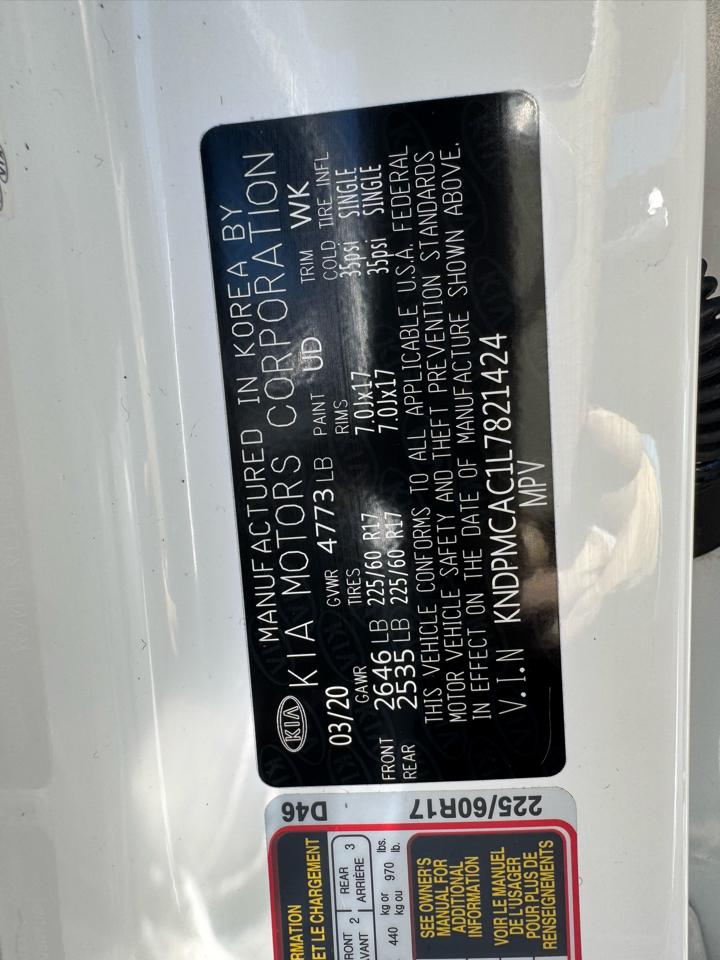 KIA
MANUFACTURED IN KOREA BY
KIA MOTORS CORPORATION
03/20 GVWR 4773 LB PAINT UD TRIM WK
GAWR TIRES RIMS COLD TIRE INFL
FRONT 2646 LB 225/60 R17 7.0Jx17 35psi SINGLE
REAR 2535 LB 225/60 R17 7.0Jx17 35psi SINGLE
THIS VEHICLE CONFORMS TO ALL APPLICABLE U.S.A. FEDERAL
MOTOR VEHICLE SAFETY AND THEFT PREVENTION STANDARDS
IN EFFECT ON THE DATE OF MANUFACTURE SHOWN ABOVE.
V.I.N KNDPMCAC1L7821424
MPV
D46
225/60R17
RMATION
ET LE CHARGEMENT
FRONT 2 REAR 3
AVANT ARRIÈRE
440 kg or 970 lbs.
kg ou lb.
SEE OWNER'S
MANUAL FOR
ADDITIONAL
INFORMATION
VOIR LE MANUEL
DE L'USAGER
POUR PLUS DE
RENSEIGNEMENTS